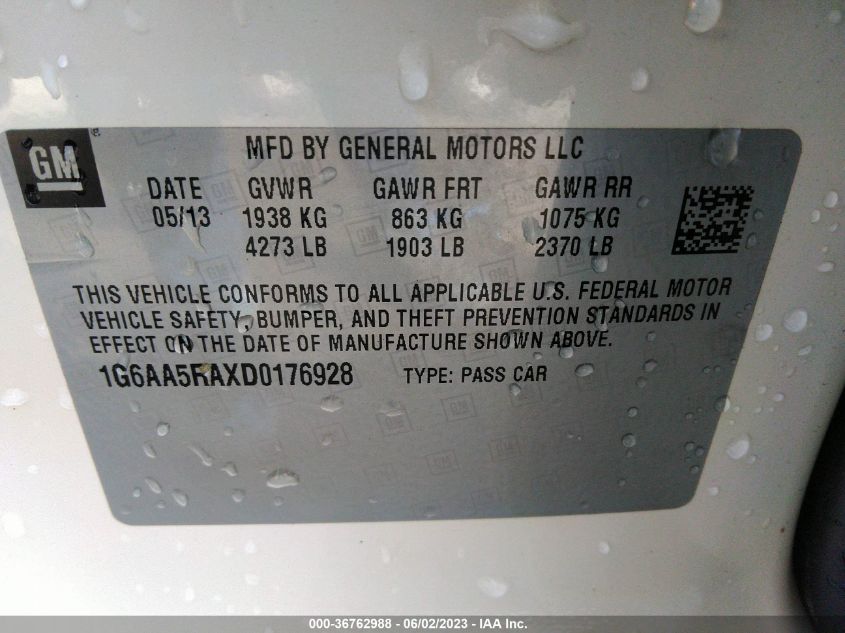 GM
MFD BY GENERAL MOTORS LLC
DATE GVWR GAWR FRT GAWR RR
05/13 1938 KG 863 KG 1075 KG
4273 LB 1903 LB 2370 LB
THIS VEHICLE CONFORMS TO ALL APPLICABLE U.S. FEDERAL MOTOR
VEHICLE SAFETY, BUMPER, AND THEFT PREVENTION STANDARDS IN
EFFECT ON THE DATE OF MANUFACTURE SHOWN ABOVE.
1G6AA5RAXD0176928 TYPE: PASS CAR
000-36762988 - 06/02/2023 - IAAI.com